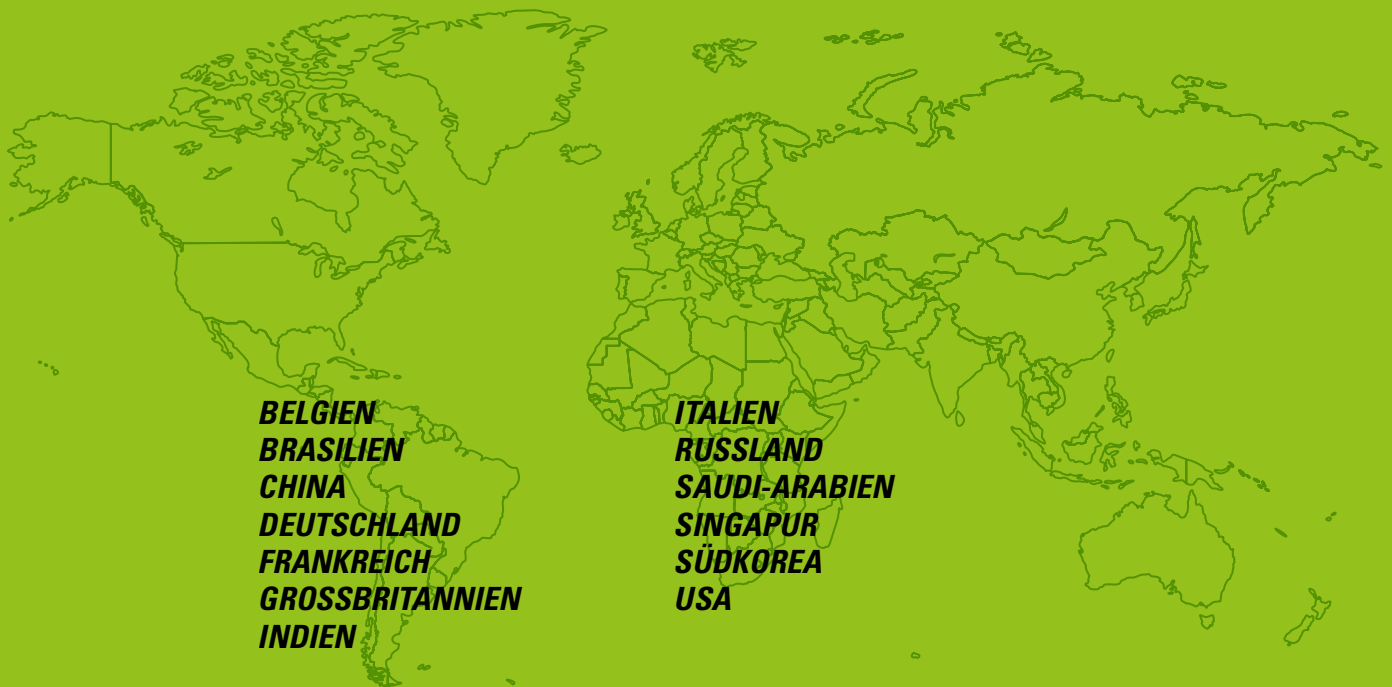 BELGIEN
BRASILIEN
CHINA
DEUTSCHLAND
FRANKREICH
GROSSBRITANNIEN
INDIEN
ITALIEN
RUSSLAND
SAUDI-ARABIEN
SINGAPUR
SÜDKOREA
USA